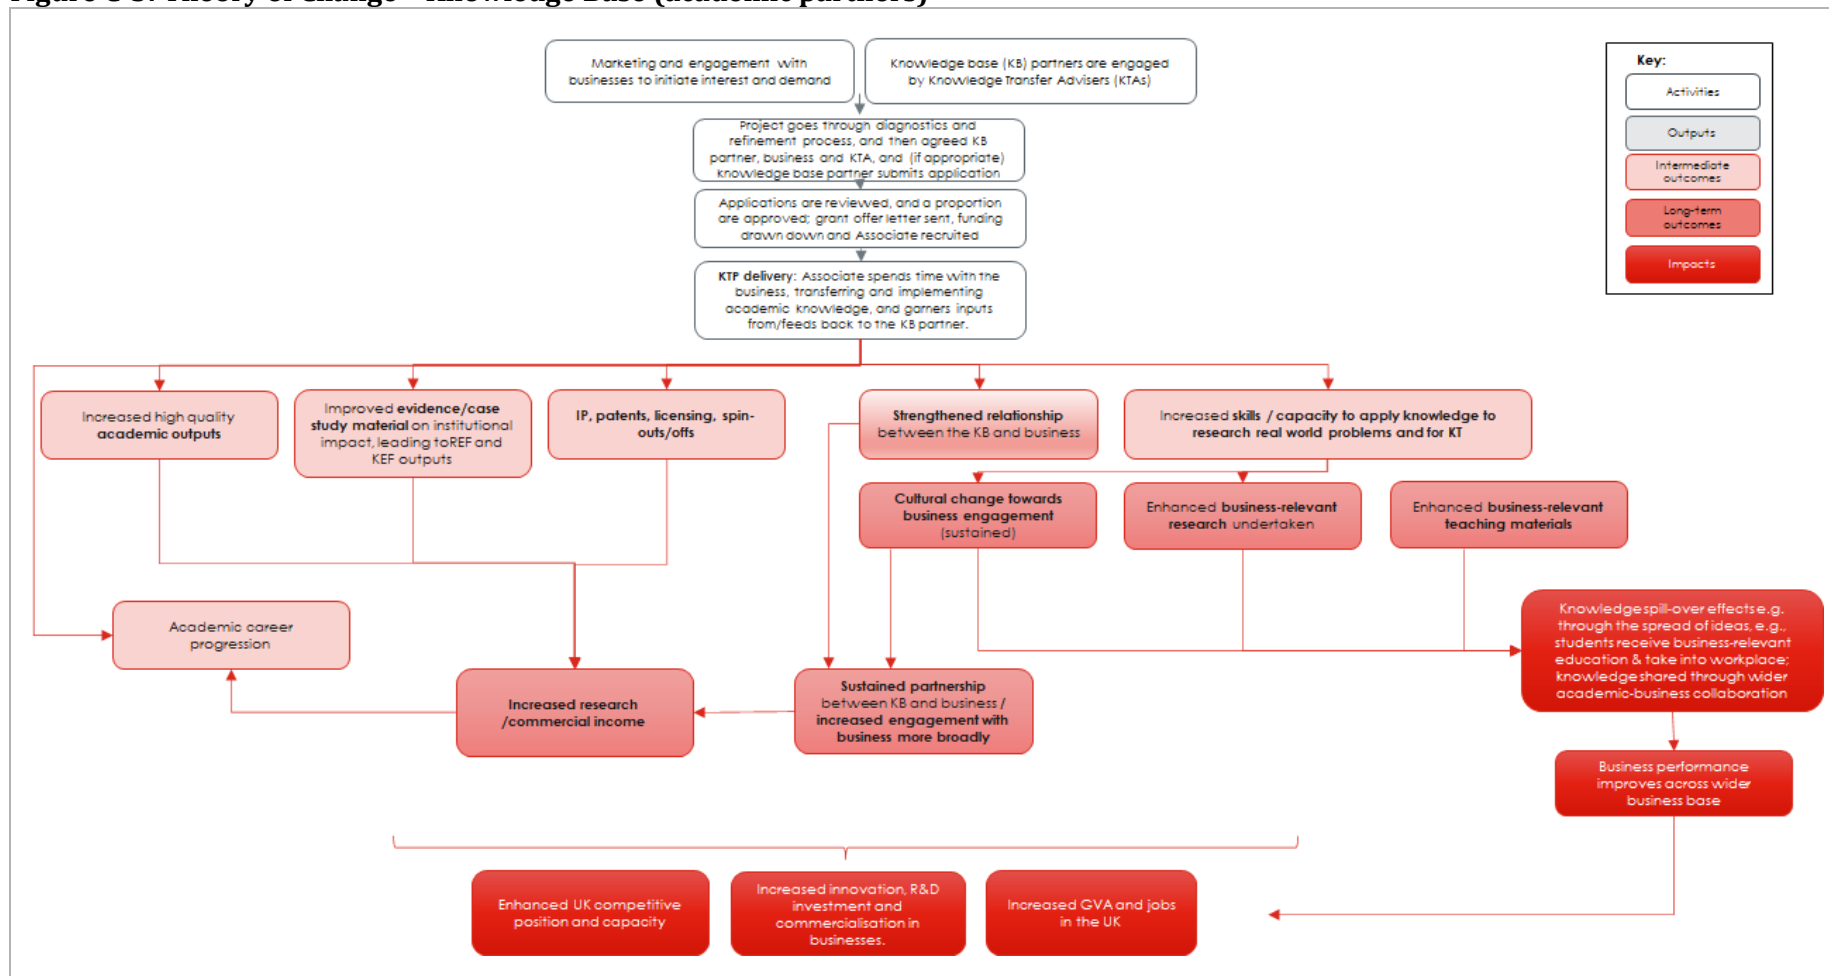 Figure C-3: Theory of Change – Knowledge Base (academic partners)
Marketing and engagement with
businesses to initiate interest and demand
Knowledge base (KB) partners are engaged
by Knowledge Transfer Advisers (KTAs)
Key:
Activities
Outputs
Intermediate
outcomes
Long-term
outcomes
Impacts
Project goes through diagnostics and
refinement process, and then agreed KB
partner, business and KTA, and (if appropriate)
knowledge base partner submits application
Applications are reviewed, and a proportion
are approved; grant offer letter sent, funding
drawn down and Associate recruited
KTP delivery: Associate spends time with the
business, transferring and implementing
academic knowledge, and garners inputs
from/feeds back to the KB partner.
Increased high quality
academic outputs
Improved evidence/case
study material on institutional
impact, leading toREF and
KEF outputs
IP, patents, licensing, spin-
outs/offs
Strengthened relationship
between the KB and business
Increased skills / capacity to apply knowledge to
research real world problems and for KT
Cultural change towards
business engagement
(sustained)
Enhanced business-relevant
research undertaken
Enhanced business-relevant
teaching materials
Academic career
progression
Increased research
/commercial income
Sustained partnership
between KB and business /
increased engagement with
business more broadly
Knowledge spill-over effects e.g.
through the spread of ideas, e.g.,
students receive business-relevant
education & take into workplace;
knowledge shared through wider
academic-business collaboration
Business performance
improves across wider
business base
Enhanced UK competitive
position and capacity
Increased innovation, R&D
investment and
commercialisation in
businesses.
Increased GVA and jobs
in the UK